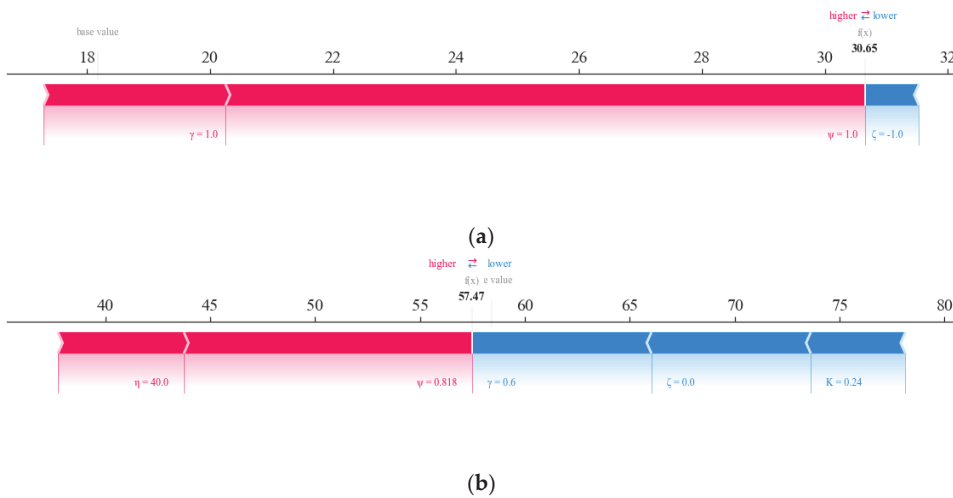 higher ⇄ lower
base value
f(x)
30.65
18 20 22 24 26 28 30 32
γ = 1.0 ψ = 1.0 ζ = -1.0
(a)
higher ⇄ lower
f(x) e value
57.47
40 45 50 55 60 65 70 75 80
η = 40.0 ψ = 0.818 γ = 0.6 ζ = 0.0 K = 0.24
(b)